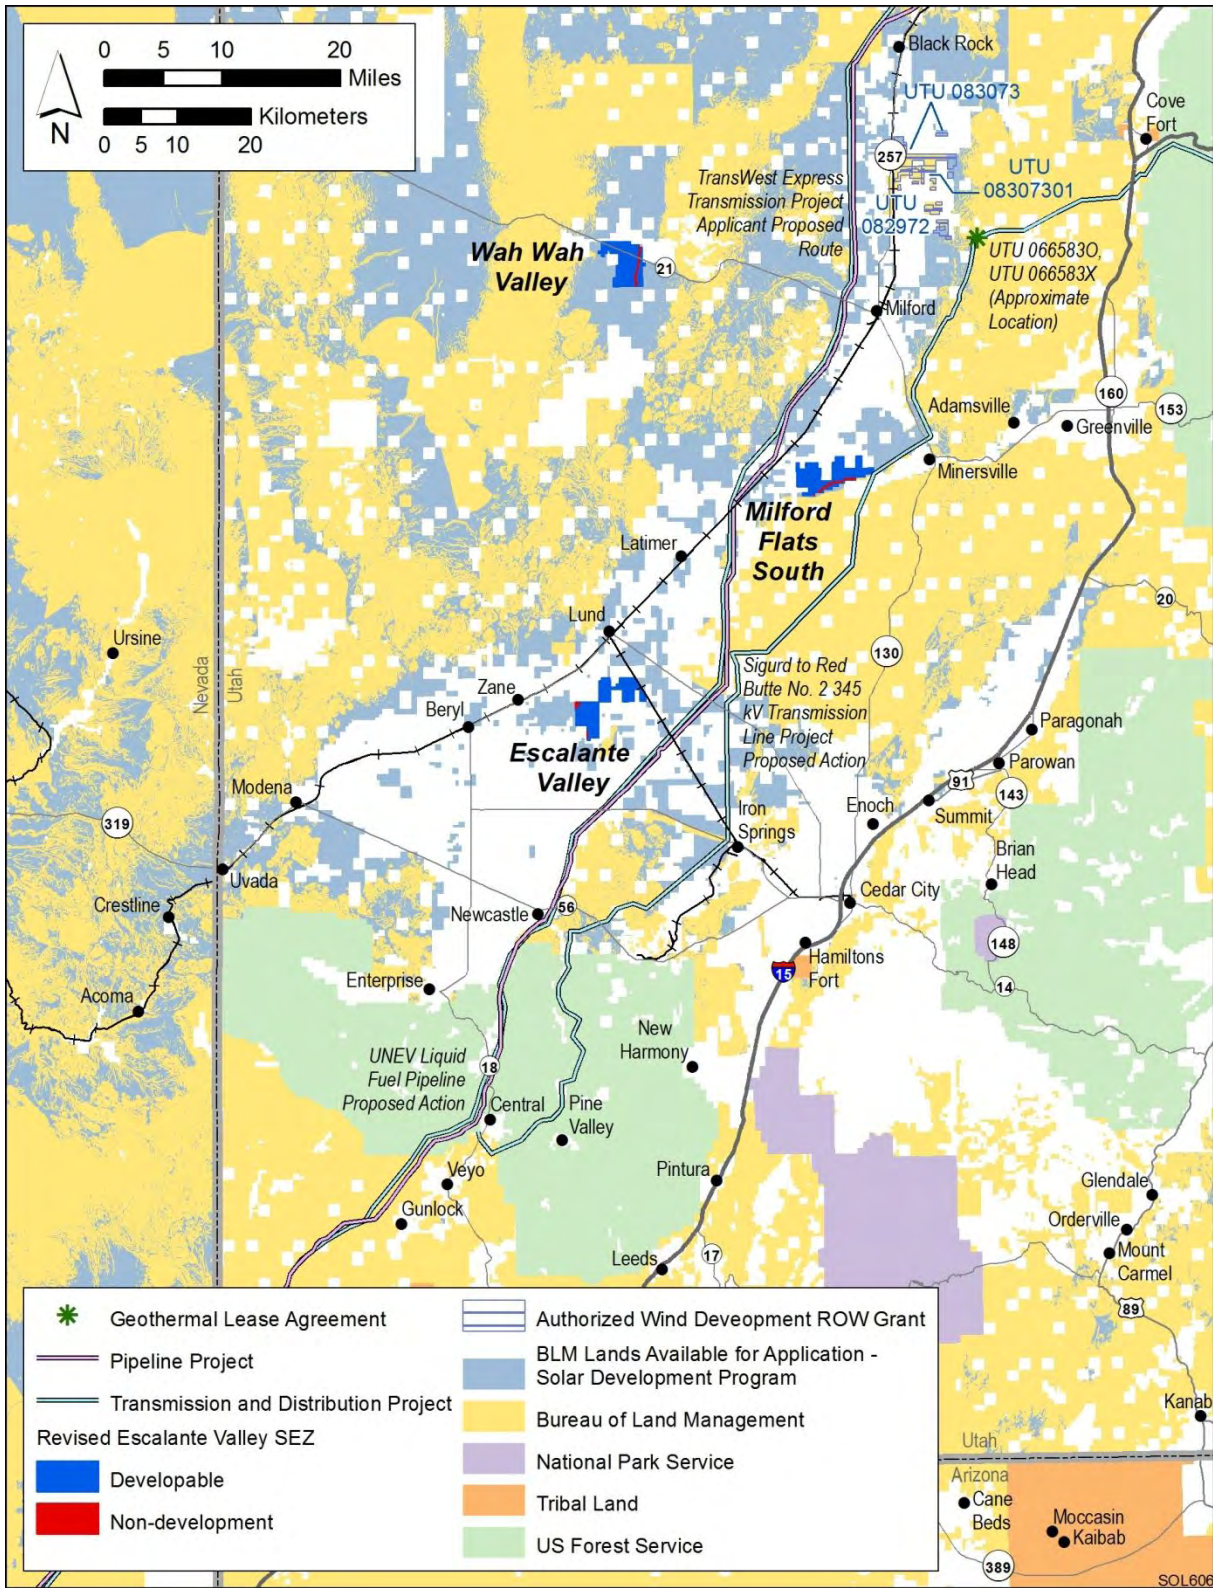 0 5 10 20
Miles
Kilometers
0 5 10 20
N
Black Rock
UTU 083073
Cove
Fort
257
UTU
08307301
TransWest Express
Transmission Project
Applicant Proposed
Route
UTU
082972
Wah Wah
Valley
21
UTU 066583O,
UTU 066583X
(Approximate
Location)
Milford
160
153
Adamsville
Greenville
Minersville
Milford
Flats
South
Latimer
Lund
20
Ursine
Nevada
Utah
130
Sigurd to Red
Butte No. 2 345
kV Transmission
Line Project
Proposed Action
Zane
Beryl
Escalante
Valley
Paragonah
Parowan
91
143
Modena
319
Iron
Springs
Enoch
Summit
Brian
Head
Uvada
Crestline
Newcastle
56
Cedar City
148
Hamiltons
Fort
15
14
Enterprise
Acoma
New
Harmony
UNEV Liquid
Fuel Pipeline
Proposed Action
18
Central
Pine
Valley
Veyo
Pintura
Gunlock
Glendale
Orderville
Mount
Carmel
Leeds
17
89
Kanab
Geothermal Lease Agreement
Pipeline Project
Transmission and Distribution Project
Revised Escalante Valley SEZ
Developable
Non-development
Authorized Wind Deveopment ROW Grant
BLM Lands Available for Application -
Solar Development Program
Bureau of Land Management
National Park Service
Tribal Land
US Forest Service
Utah
Arizona
Cane
Beds
Moccasin
Kaibab
389
SOL606